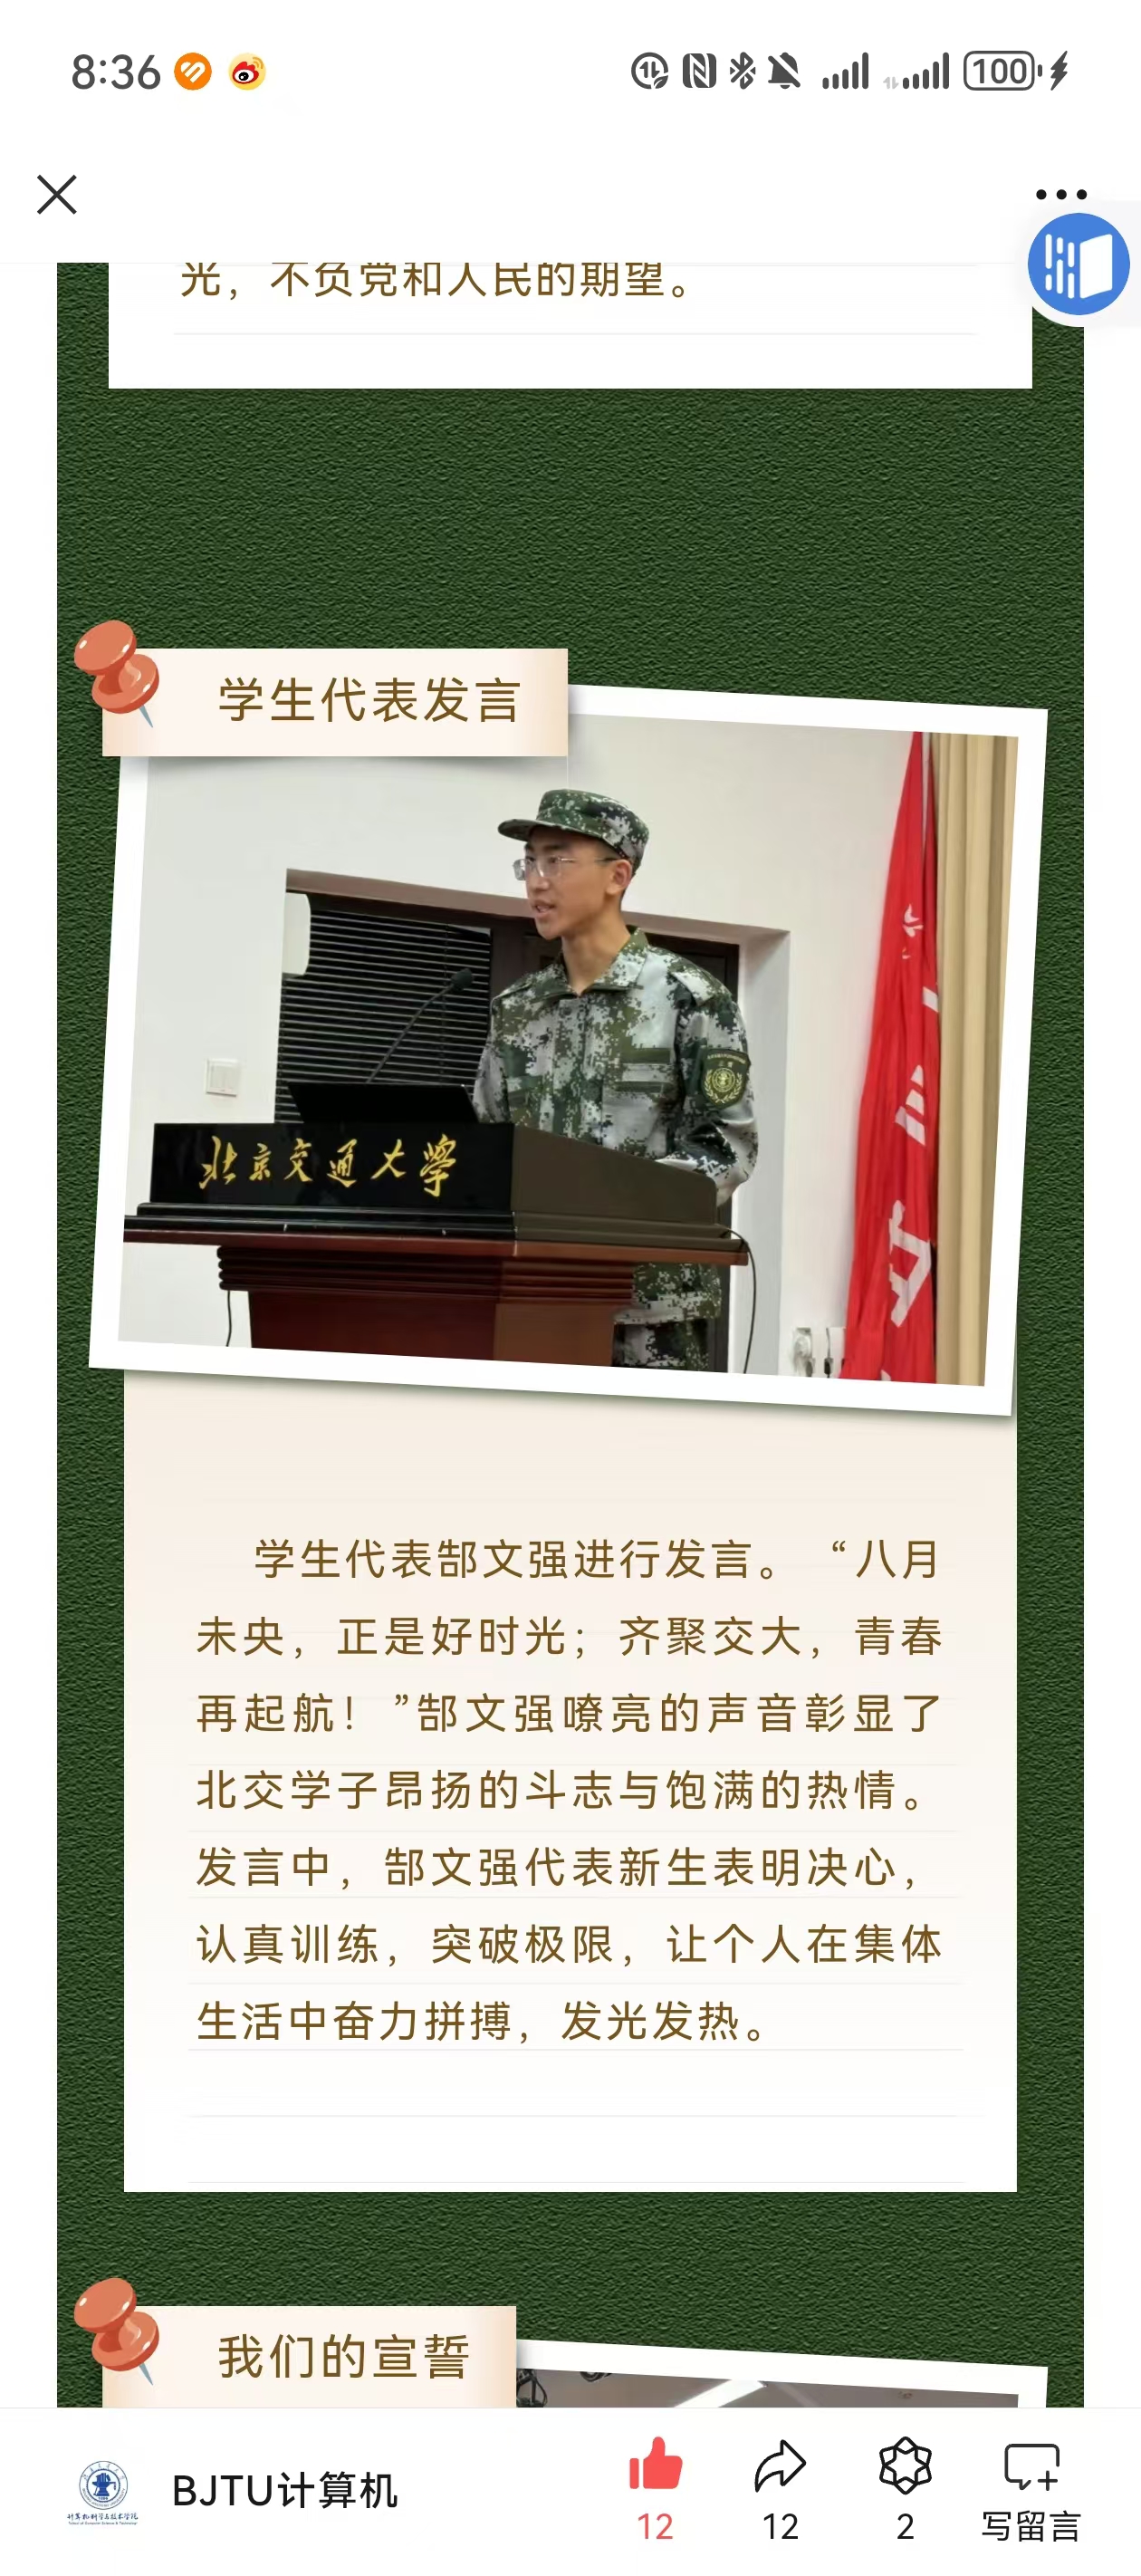 8:36
100
光，不负党和人民的期望。
学生代表发言
北京交通大学
学生代表郜文强进行发言。“八月
未央，正是好时光；齐聚交大，青春
再起航！”郜文强嘹亮的声音彰显了
北交学子昂扬的斗志与饱满的热情。
发言中，郜文强代表新生表明决心，
认真训练，突破极限，让个人在集体
生活中奋力拼搏，发光发热。
我们的宣誓
BJTU计算机
12
12
2
写留言